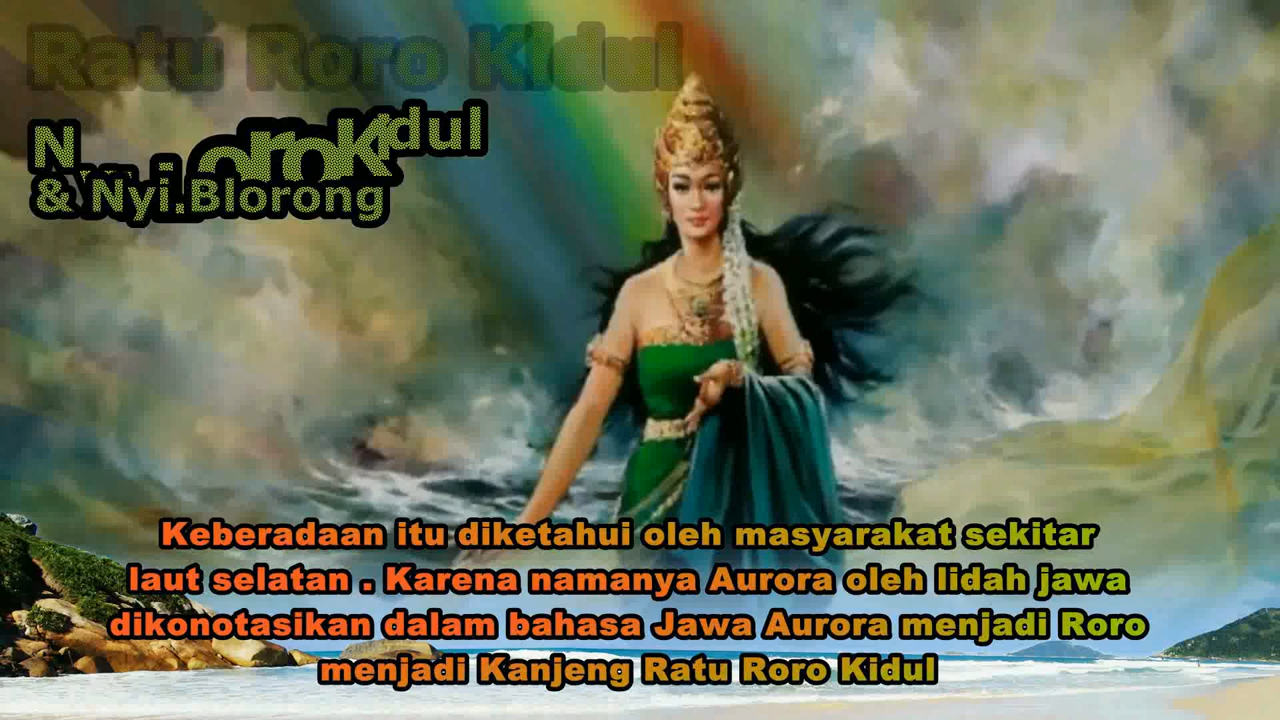 Ratu Roro Kidul
& Nyi.Blorong
Keberadaan itu diketahui oleh masyarakat sekitar
laut selatan . Karena namanya Aurora oleh lidah jawa
dikonotasikan dalam bahasa Jawa Aurora menjadi Roro
menjadi Kanjeng Ratu Roro Kidul